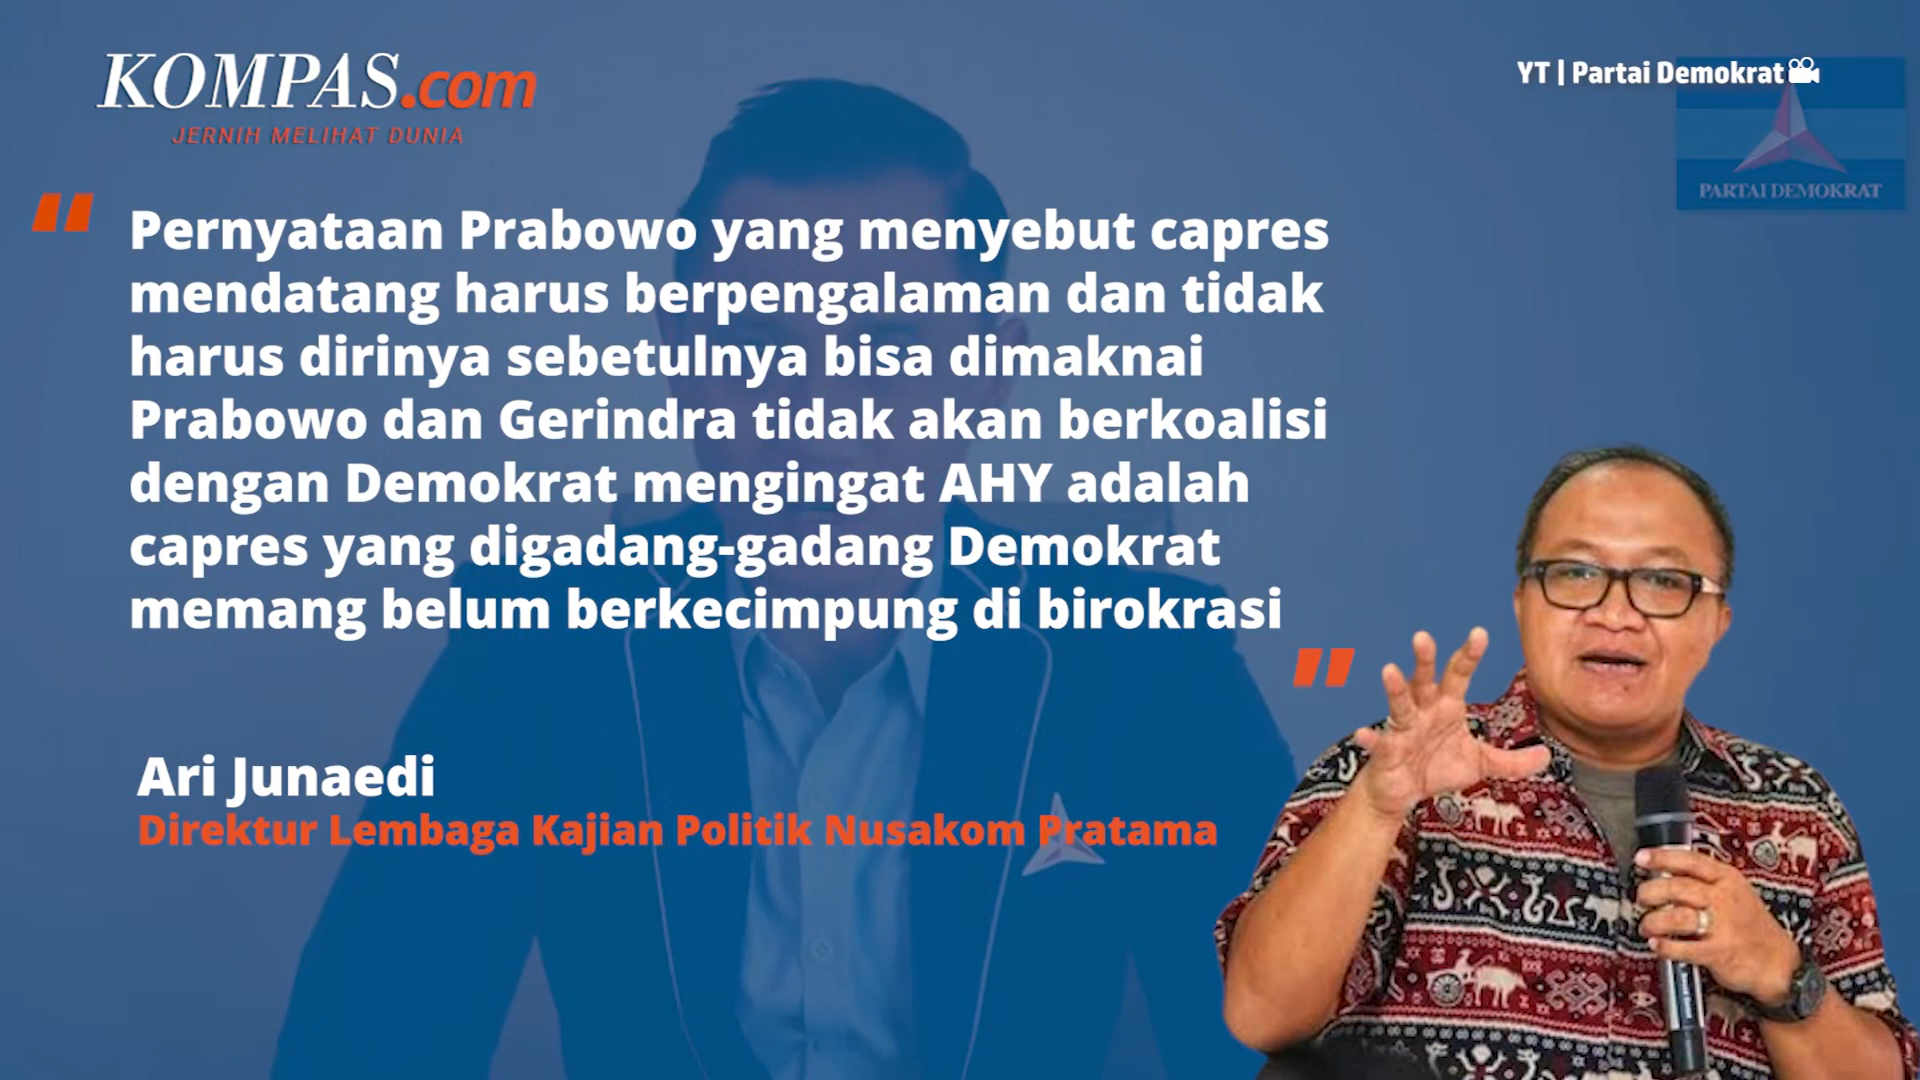 KOMPAS.com
JERNIH MELIHAT DUNIA
YT | Partai Demokrat
PARTAI DEMOKRAT
“ Pernyataan Prabowo yang menyebut capres
mendatang harus berpengalaman dan tidak
harus dirinya sebetulnya bisa dimaknai
Prabowo dan Gerindra tidak akan berkoalisi
dengan Demokrat mengingat AHY adalah
capres yang digadang-gadang Demokrat
memang belum berkecimpung di birokrasi ”
Ari Junaedi
Direktur Lembaga Kajian Politik Nusakom Pratama